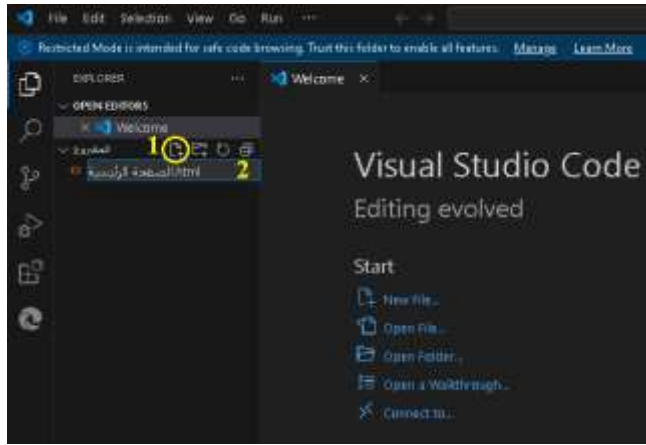 File Edit Selection View Go Run ...
Restricted Mode is intended for safe code browsing. Trust this folder to enable all features. Manage Learn More
EXPLORER ...
Welcome ×
OPEN EDITORS
× Welcome
المشروع 1
الصفحة الرئيسية.html 2
Visual Studio Code
Editing evolved
Start
New File...
Open File...
Open Folder...
Open a Walkthrough...
Connect to...